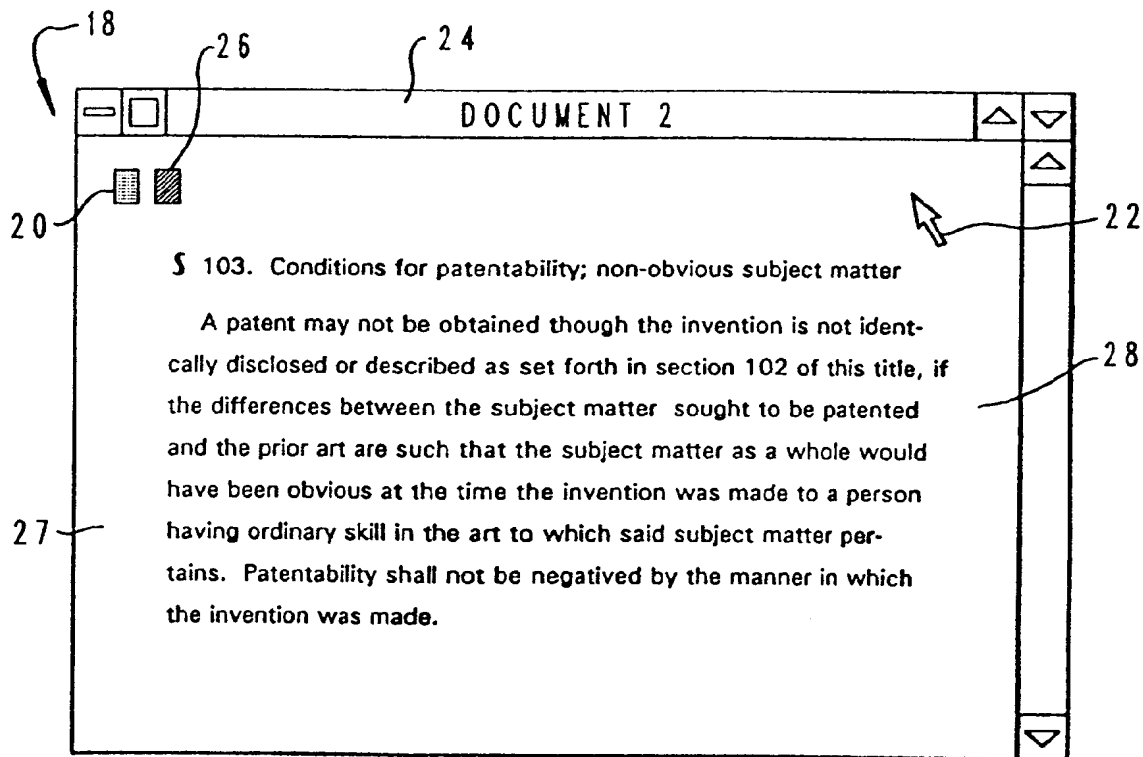 18
26
24
DOCUMENT 2
20
22
S 103. Conditions for patentability; non-obvious subject matter
A patent may not be obtained though the invention is not ident-
cally disclosed or described as set forth in section 102 of this title, if
28
the differences between the subject matter sought to be patented
and the prior art are such that the subject matter as a whole would
have been obvious at the time the invention was made to a person
27
having ordinary skill in the art to which said subject matter per-
tains. Patentability shall not be negatived by the manner in which
the invention was made.